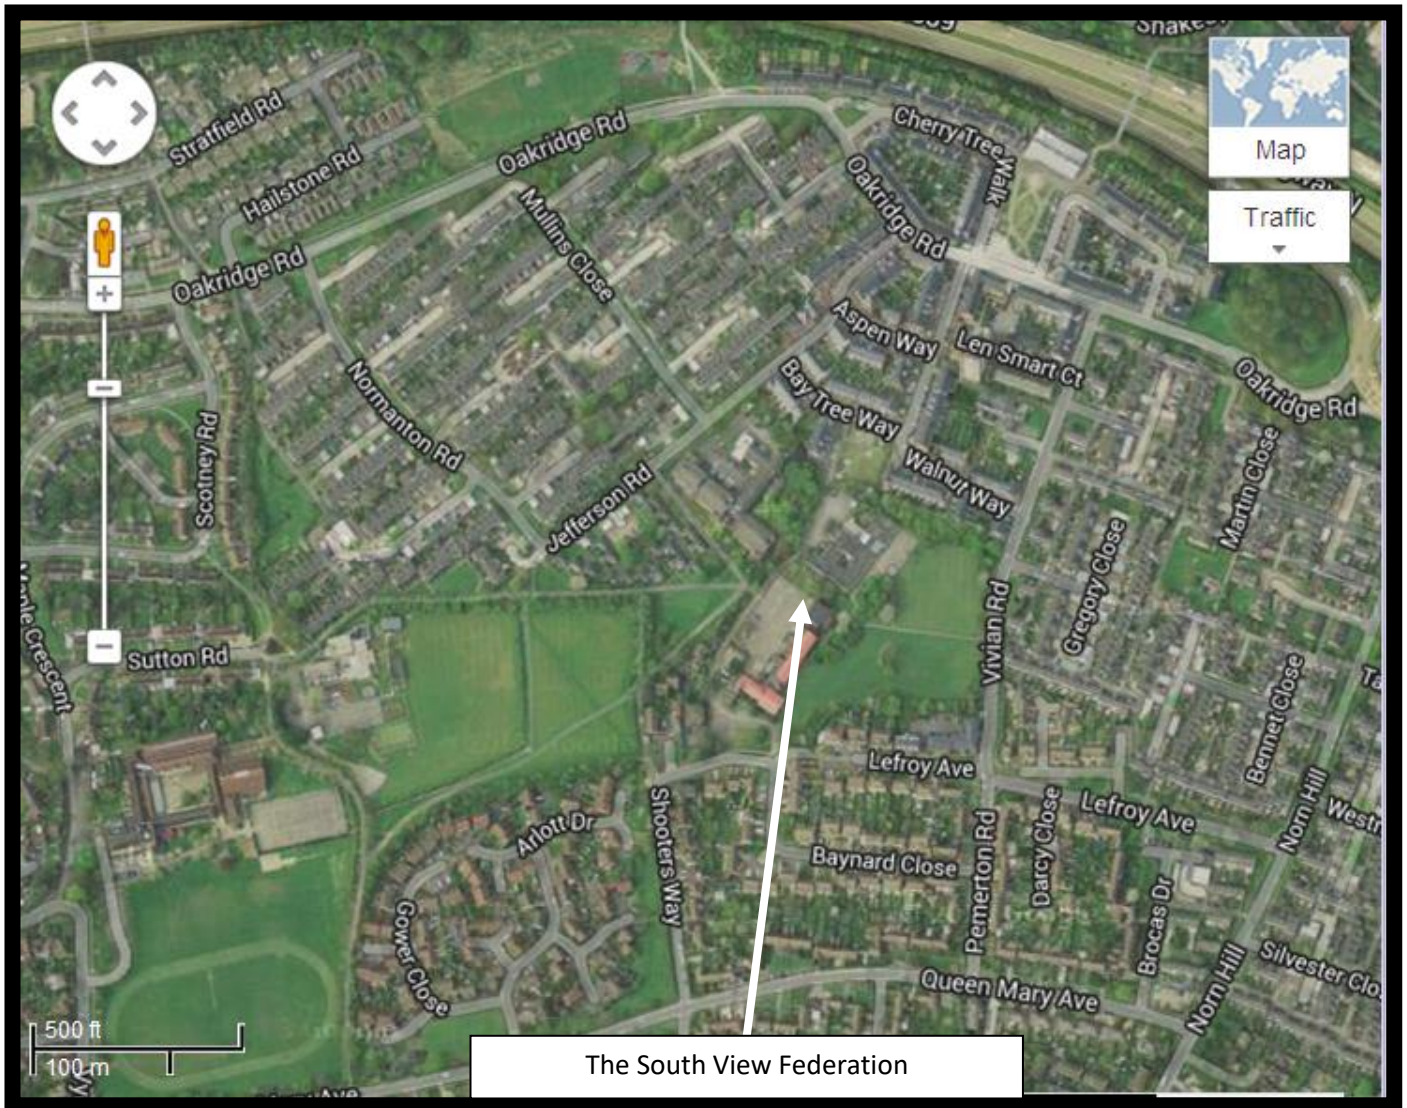 Stratfield Rd
Hailstone Rd
Oakridge Rd
Cherry Tree Walk
Map
Traffic
Oakridge Rd
Oakridge Rd
Mullins Close
Aspen Way
Len Smart Ct
Oakridge Rd
Normanton Rd
Bay Tree Way
Scotney Rd
Walnut Way
Martin Close
Jefferson Rd
Gregory Close
Vivian Rd
Crescent
Sutton Rd
Bennet Close
Lefroy Ave
Shooters Way
Lefroy Ave
Norn Hill
Arlott Dr
Baynard Close
Pemerton Rd
Darcy Close
Brocas Dr
Gower Close
Queen Mary Ave
Norn Hill
Silvester Clo
500 ft
100 m
The South View Federation
Ave